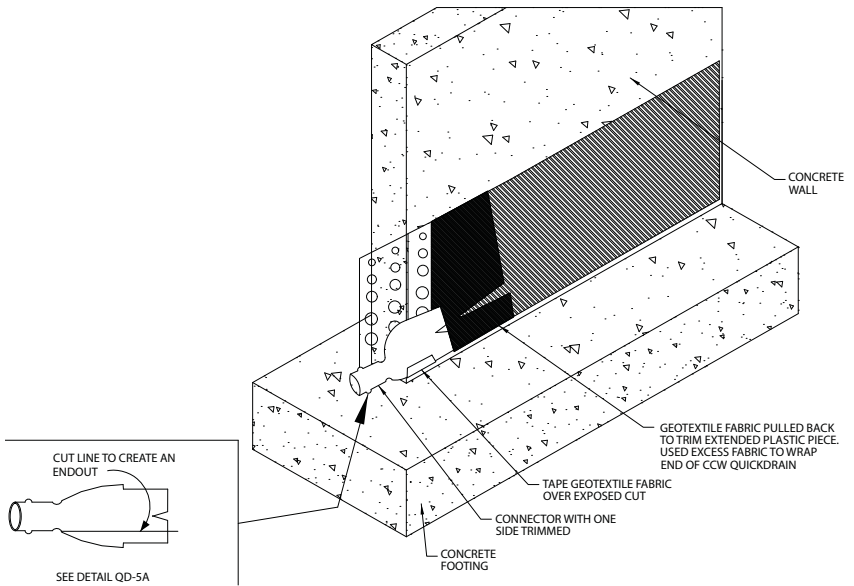 CONCRETE
WALL
GEOTEXTILE FABRIC PULLED BACK
TO TRIM EXTENDED PLASTIC PIECE.
USED EXCESS FABRIC TO WRAP
END OF CCW QUICKDRAIN
TAPE GEOTEXTILE FABRIC
OVER EXPOSED CUT
CONNECTOR WITH ONE
SIDE TRIMMED
CONCRETE
FOOTING
CUT LINE TO CREATE AN
ENDOUT
SEE DETAIL QD-5A